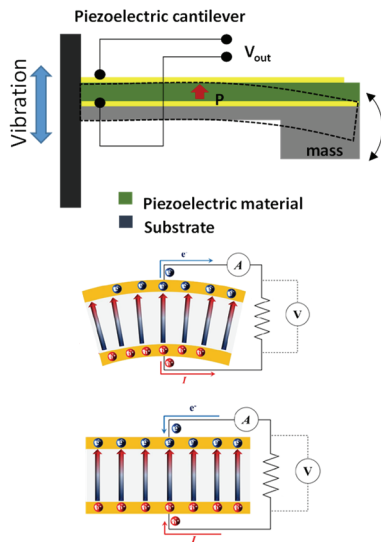 Piezoelectric cantilever
Vout
Vibration
P
mass
Piezoelectric material
Substrate
e-
A
V
I
e-
A
V
I